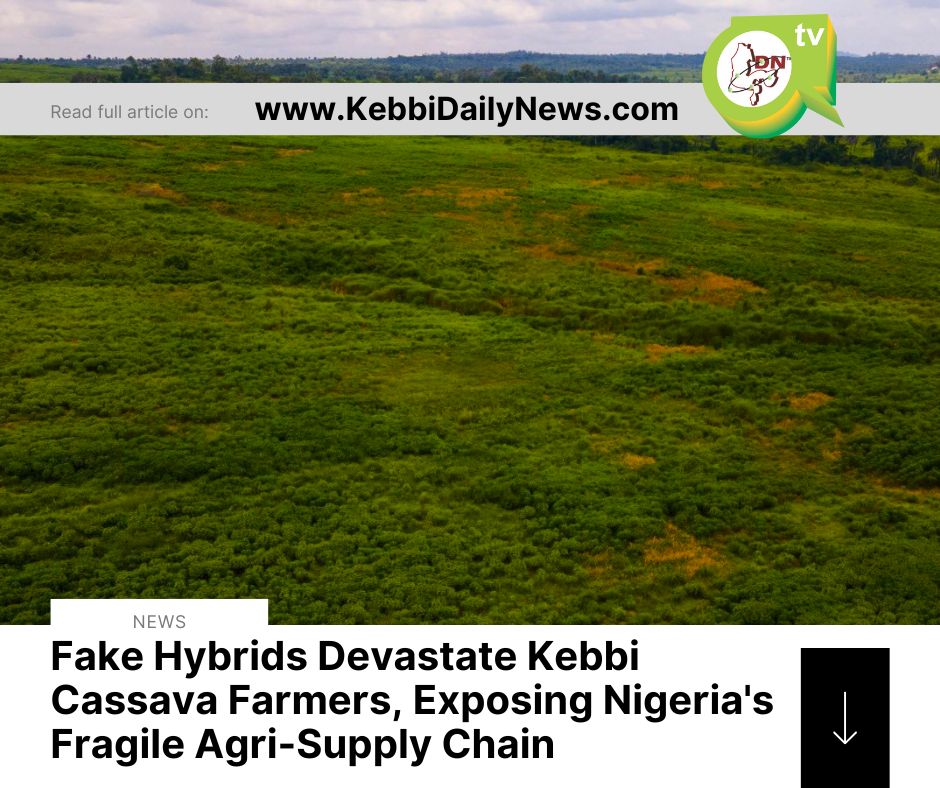 tv
DN
Read full article on: www.KebbiDailyNews.com
NEWS
Fake Hybrids Devastate Kebbi
Cassava Farmers, Exposing Nigeria's
Fragile Agri-Supply Chain